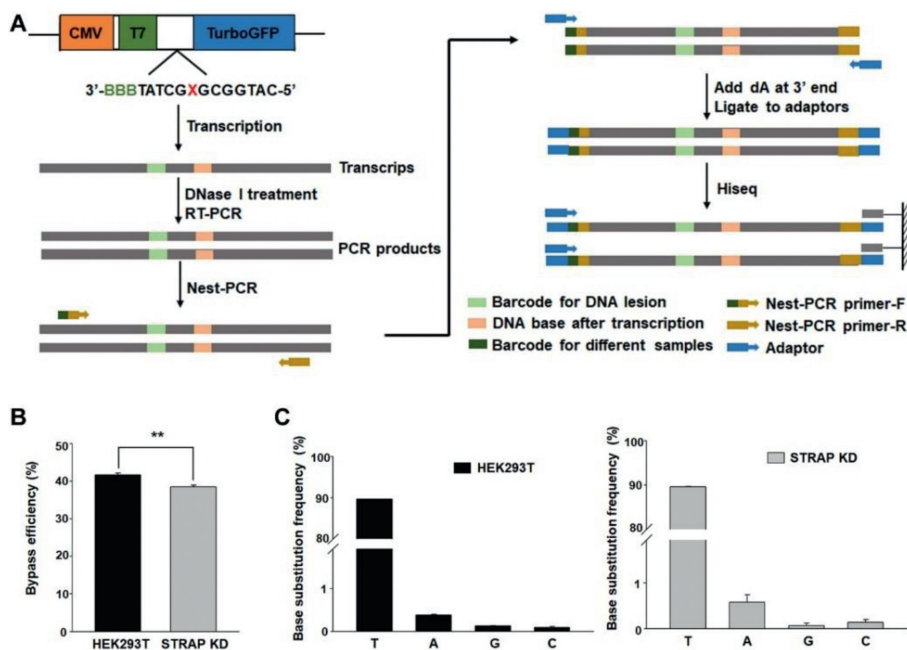 A
CMV T7 TurboGFP
3'-BBBTATCGXGCGGTAC-5'
Transcription
Transcrips
DNase I treatment
RT-PCR
PCR products
Nest-PCR
Add dA at 3' end
Ligate to adaptors
Hiseq
Barcode for DNA lesion
DNA base after transcription
Barcode for different samples
Nest-PCR primer-F
Nest-PCR primer-R
Adaptor
B
Bypass efficiency (%)
50
40
30
20
10
0
**
HEK293T STRAP KD
C
Base substitution frequency (%)
100
90
80
1
0
HEK293T
T A G C
Base substitution frequency (%)
100
90
80
1
0
STRAP KD
T A G C